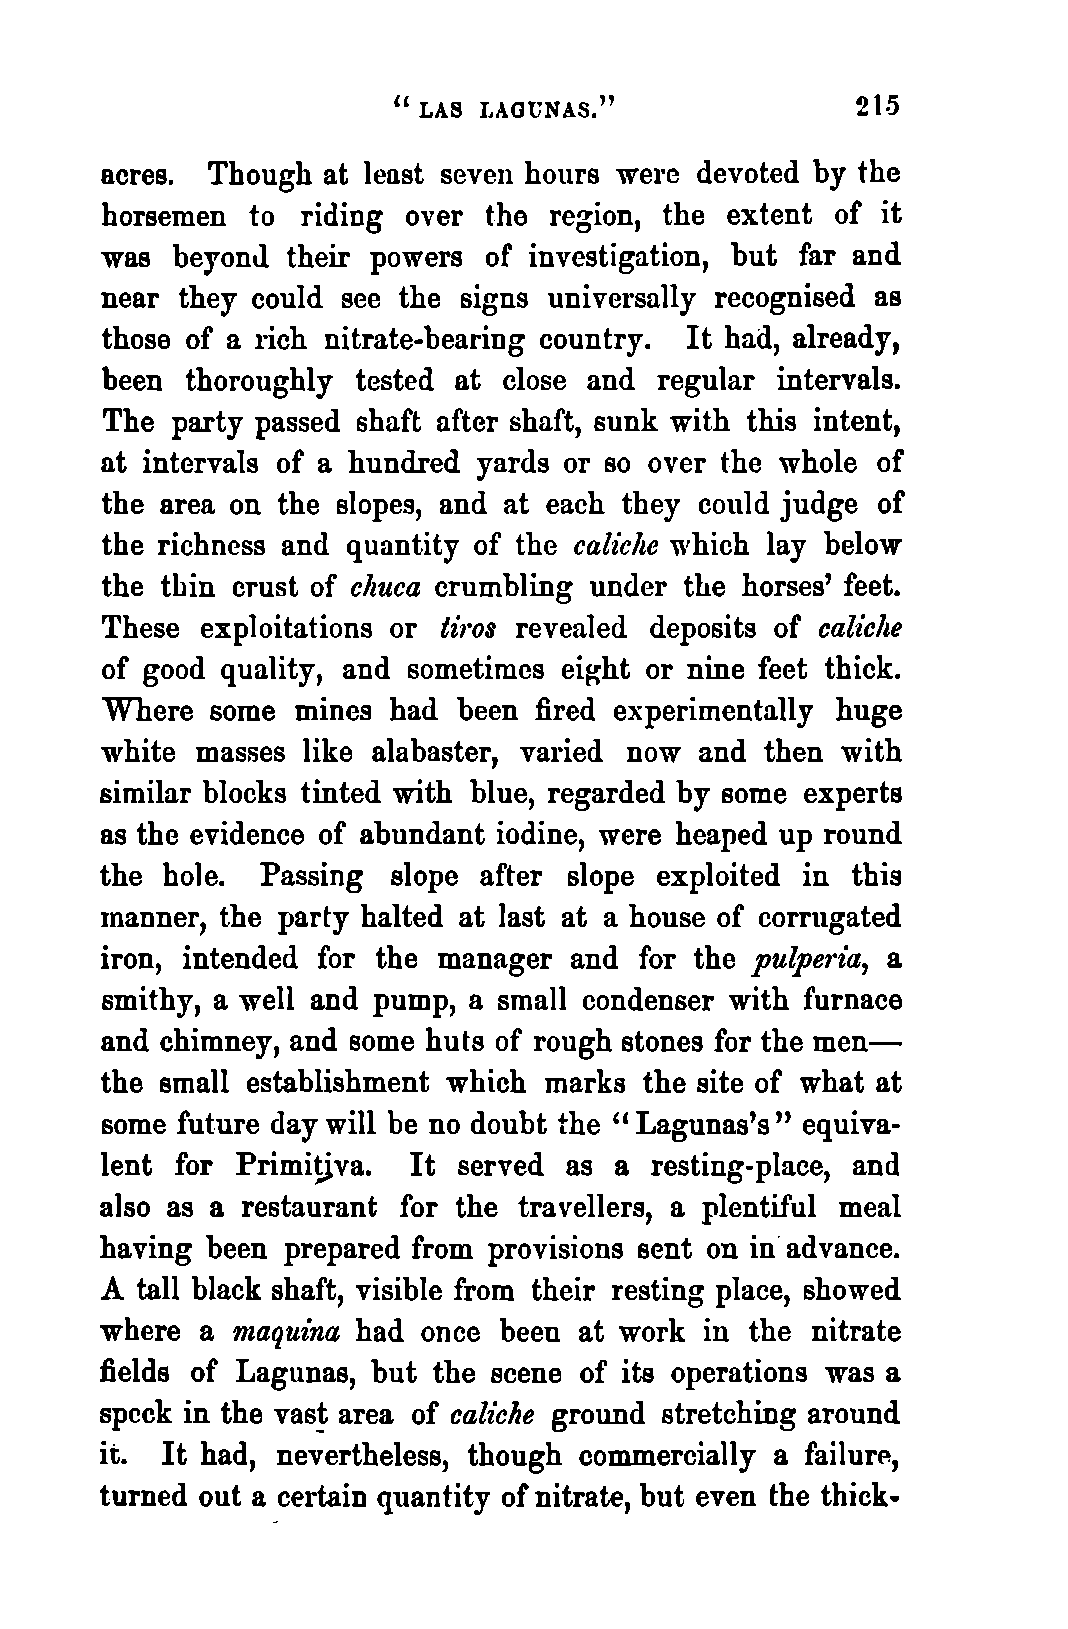 “ LAS LAGUNAS.” 215
acres. Though at least seven hours were devoted by the
horsemen to riding over the region, the extent of it
was beyond their powers of investigation, but far and
near they could see the signs universally recognised as
those of a rich nitrate-bearing country. It had, already,
been thoroughly tested at close and regular intervals.
The party passed shaft after shaft, sunk with this intent,
at intervals of a hundred yards or so over the whole of
the area on the slopes, and at each they could judge of
the richness and quantity of the caliche which lay below
the thin crust of chuca crumbling under the horses’ feet.
These exploitations or tiros revealed deposits of caliche
of good quality, and sometimes eight or nine feet thick.
Where some mines had been fired experimentally huge
white masses like alabaster, varied now and then with
similar blocks tinted with blue, regarded by some experts
as the evidence of abundant iodine, were heaped up round
the hole. Passing slope after slope exploited in this
manner, the party halted at last at a house of corrugated
iron, intended for the manager and for the pulperia, a
smithy, a well and pump, a small condenser with furnace
and chimney, and some huts of rough stones for the men—
the small establishment which marks the site of what at
some future day will be no doubt the “Lagunas’s” equiva-
lent for Primitiva. It served as a resting-place, and
also as a restaurant for the travellers, a plentiful meal
having been prepared from provisions sent on in advance.
A tall black shaft, visible from their resting place, showed
where a maquina had once been at work in the nitrate
fields of Lagunas, but the scene of its operations was a
speck in the vast area of caliche ground stretching around
it. It had, nevertheless, though commercially a failure,
turned out a certain quantity of nitrate, but even the thick-